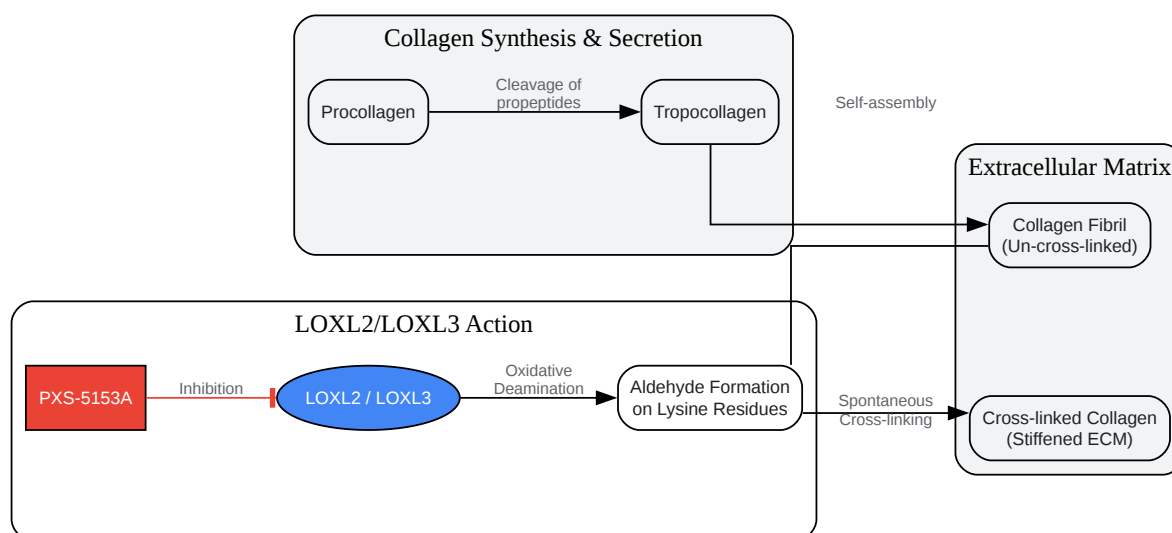 Collagen Synthesis & Secretion
Procollagen
Cleavage of
propeptides
Tropocollagen
Self-assembly
Extracellular Matrix
Collagen Fibril
(Un-cross-linked)
LOXL2/LOXL3 Action
PXS-5153A
Inhibition
LOXL2 / LOXL3
Oxidative
Deamination
Aldehyde Formation
on Lysine Residues
Spontaneous
Cross-linking
Cross-linked Collagen
(Stiffened ECM)